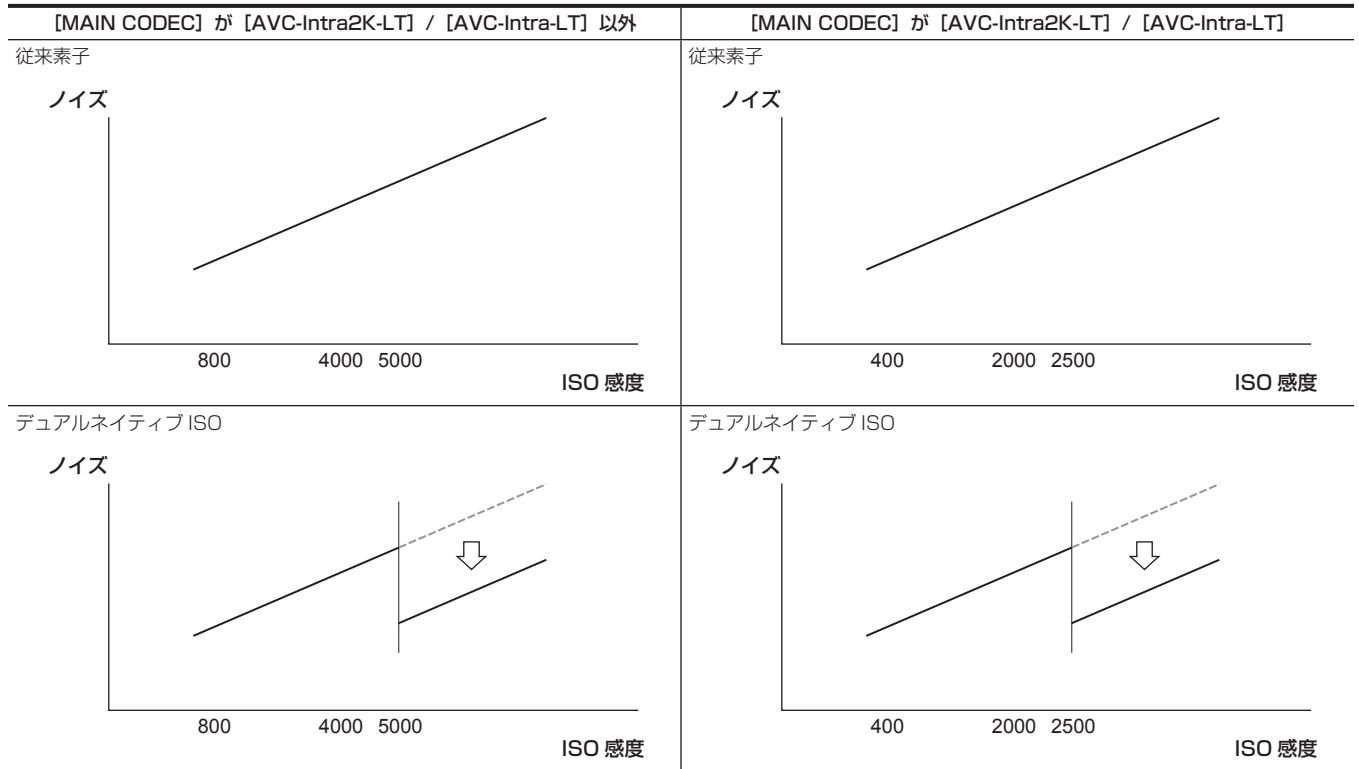 [MAIN CODEC] が [AVC-Intra2K-LT] / [AVC-Intra-LT] 以外
[MAIN CODEC] が [AVC-Intra2K-LT] / [AVC-Intra-LT]
従来素子
ノイズ
800 4000 5000
ISO 感度
従来素子
ノイズ
400 2000 2500
ISO 感度
デュアルネイティブ ISO
ノイズ
800 4000 5000
ISO 感度
デュアルネイティブ ISO
ノイズ
400 2000 2500
ISO 感度